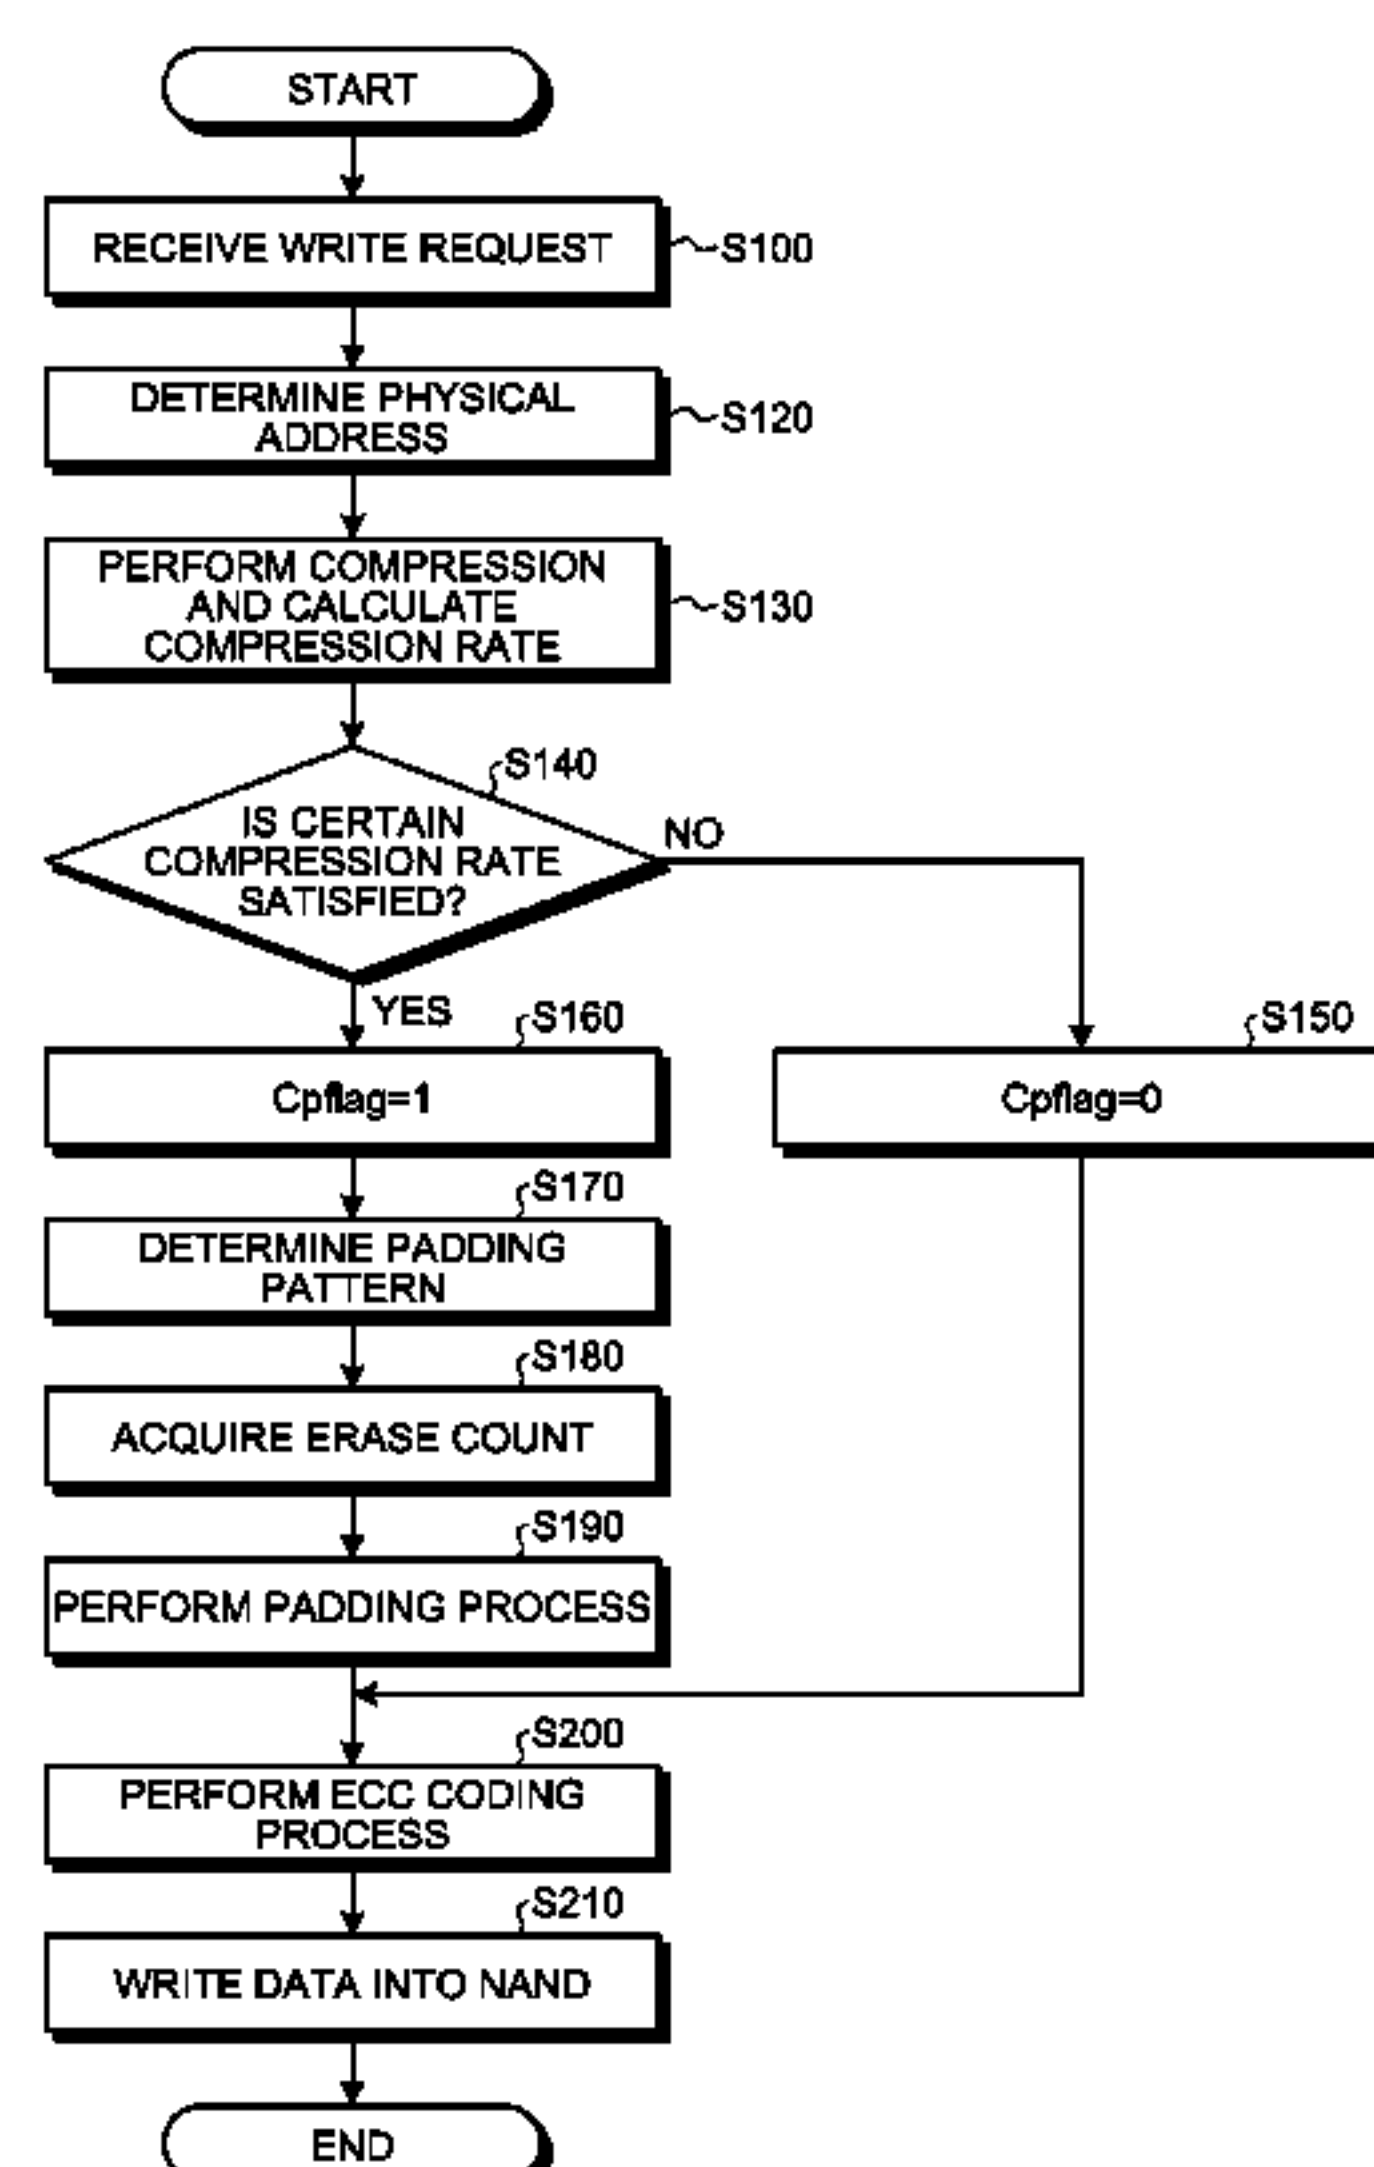 START
RECEIVE WRITE REQUEST
S100
DETERMINE PHYSICAL
ADDRESS
S120
PERFORM COMPRESSION
AND CALCULATE
COMPRESSION RATE
S130
S140
IS CERTAIN
COMPRESSION RATE
SATISFIED?
NO
YES
S160
Cpflag=1
S150
Cpflag=0
S170
DETERMINE PADDING
PATTERN
S180
ACQUIRE ERASE COUNT
S190
PERFORM PADDING PROCESS
S200
PERFORM ECC CODING
PROCESS
S210
WRITE DATA INTO NAND
END